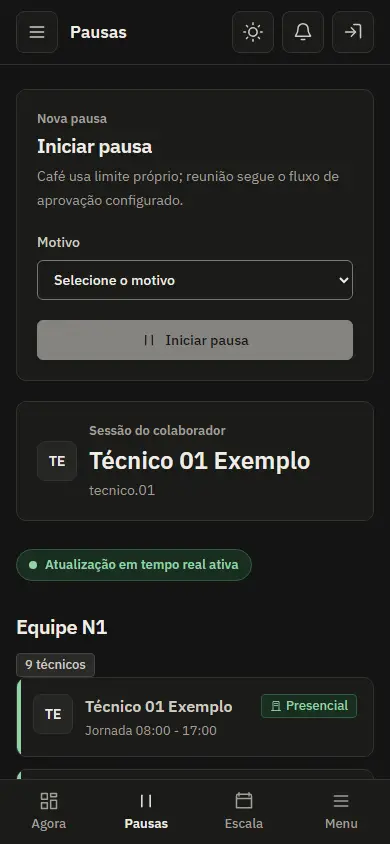 Pausas
Nova pausa
Iniciar pausa
Café usa limite próprio; reunião segue o fluxo de
aprovação configurado.
Motivo
Selecione o motivo
Iniciar pausa
Sessão do colaborador
TE
Técnico 01 Exemplo
tecnico.01
Atualização em tempo real ativa
Equipe N1
9 técnicos
TE
Técnico 01 Exemplo
Presencial
Jornada 08:00 - 17:00
Agora
Pausas
Escala
Menu